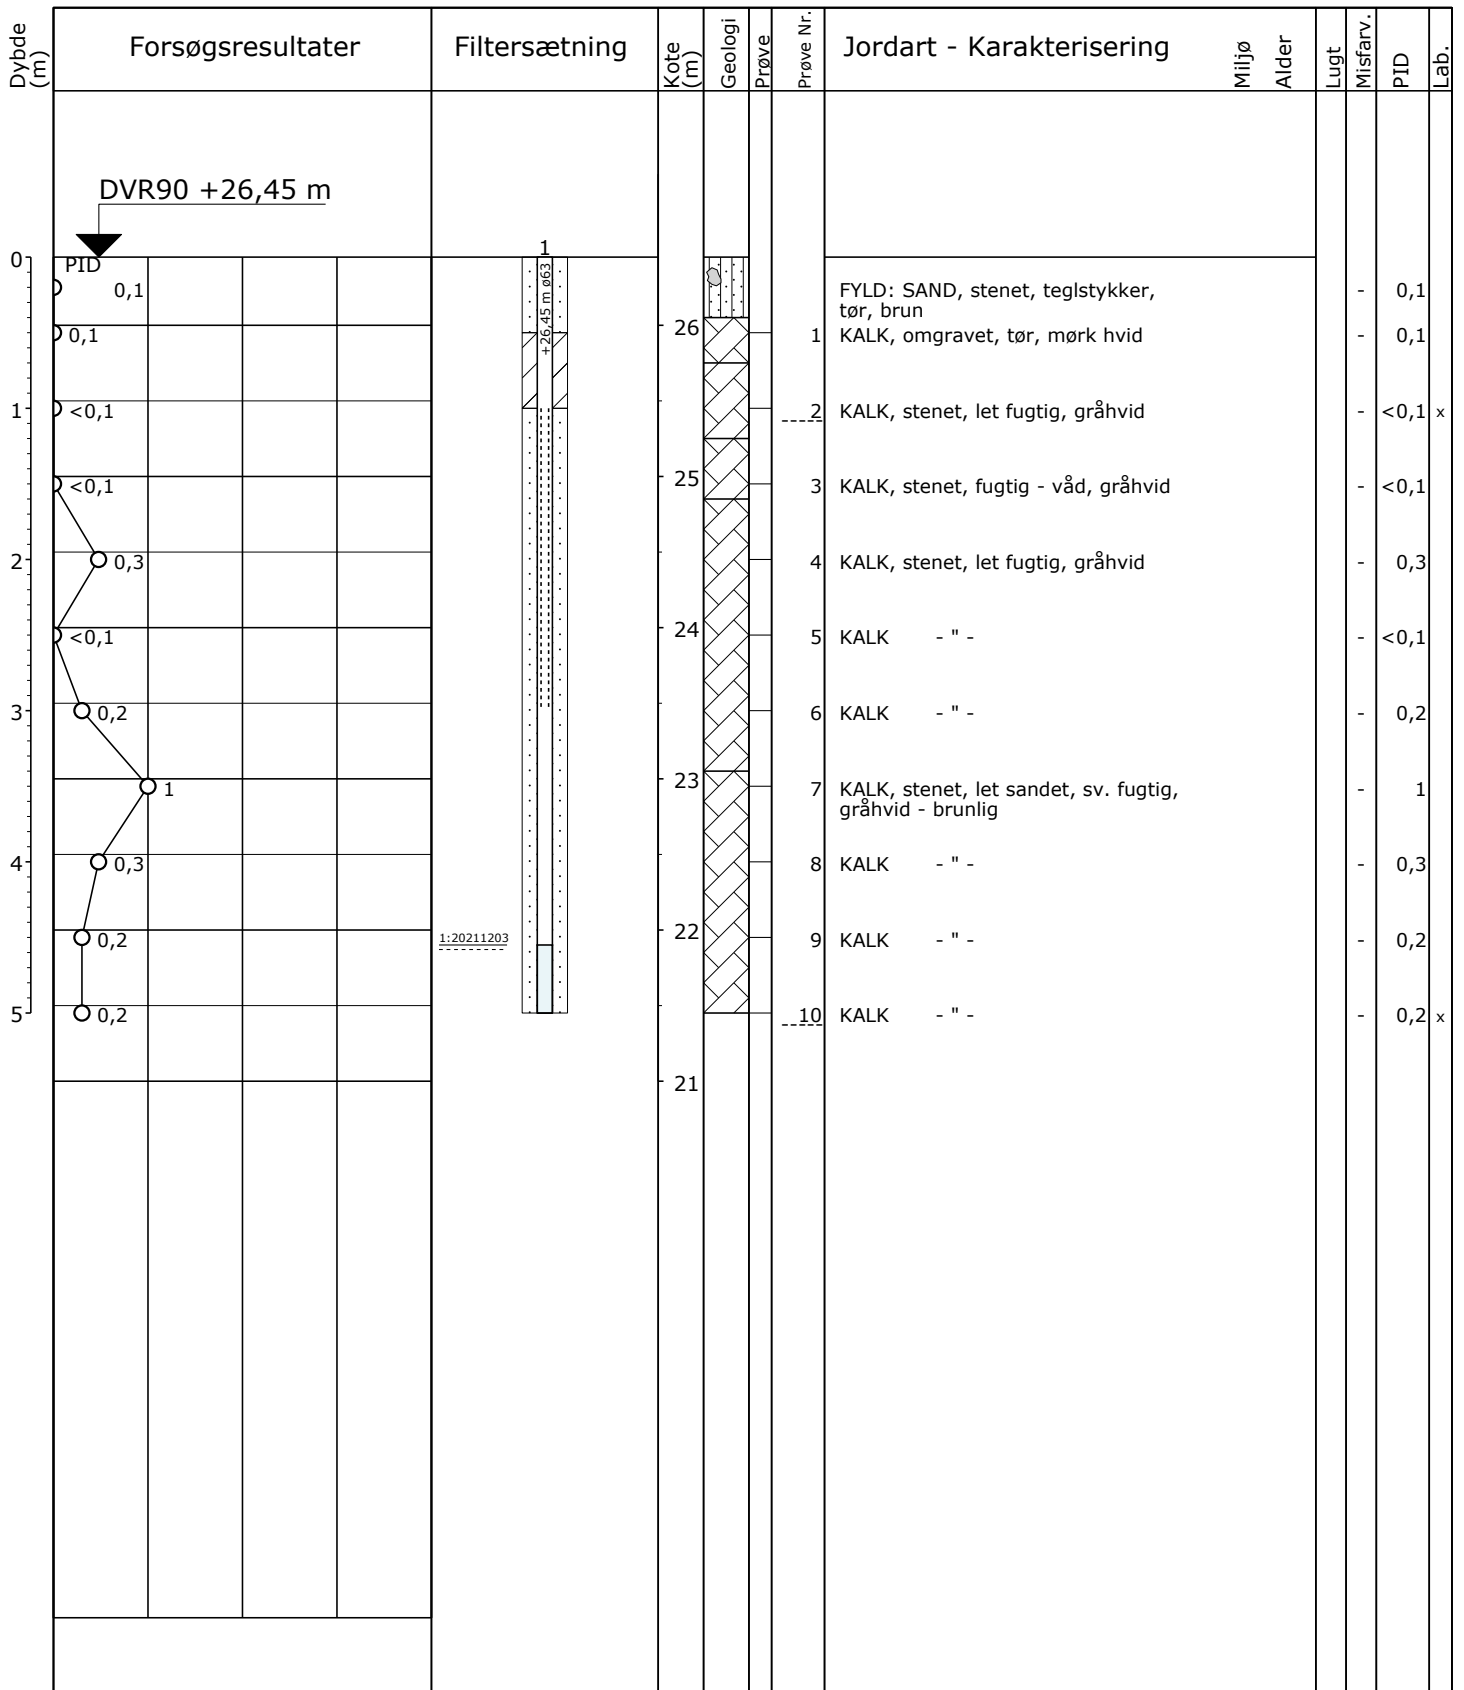 Dybde (m) Forsøgsresultater Filtersætning Kote (m) Geologi Prøve Prøve Nr. Jordart - Karakterisering Miljø Alder Lugt Misfarv. PID Lab.
DVR90 +26,45 m
0 PID 1
+26,45 m ø63
0,1 FYLD: SAND, stenet, teglstykker, - 0,1
tør, brun
0,1 26 1 KALK, omgravet, tør, mørk hvid - 0,1
1 <0,1 2 KALK, stenet, let fugtig, gråhvid - <0,1 x
<0,1 25 3 KALK, stenet, fugtig - våd, gråhvid - <0,1
2 0,3 4 KALK, stenet, let fugtig, gråhvid - 0,3
<0,1 24 5 KALK - " - - <0,1
3 0,2 6 KALK - " - - 0,2
1 23 7 KALK, stenet, let sandet, sv. fugtig, - 1
gråhvid - brunlig
4 0,3 8 KALK - " - - 0,3
0,2 1:20211203 22 9 KALK - " - - 0,2
5 0,2 10 KALK - " - - 0,2 x
21